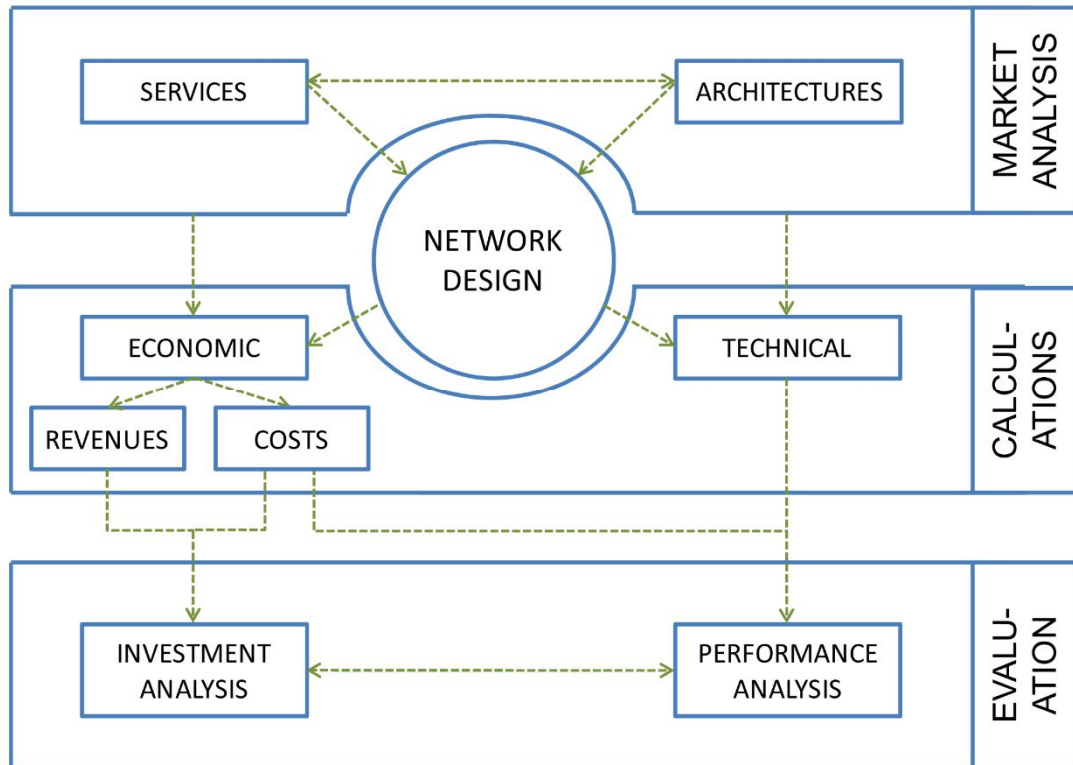 SERVICES
ARCHITECTURES
MARKET
ANALYSIS
NETWORK
DESIGN
ECONOMIC
TECHNICAL
REVENUES
COSTS
CALCUL-
ATIONS
INVESTMENT
ANALYSIS
PERFORMANCE
ANALYSIS
EVALU-
ATION